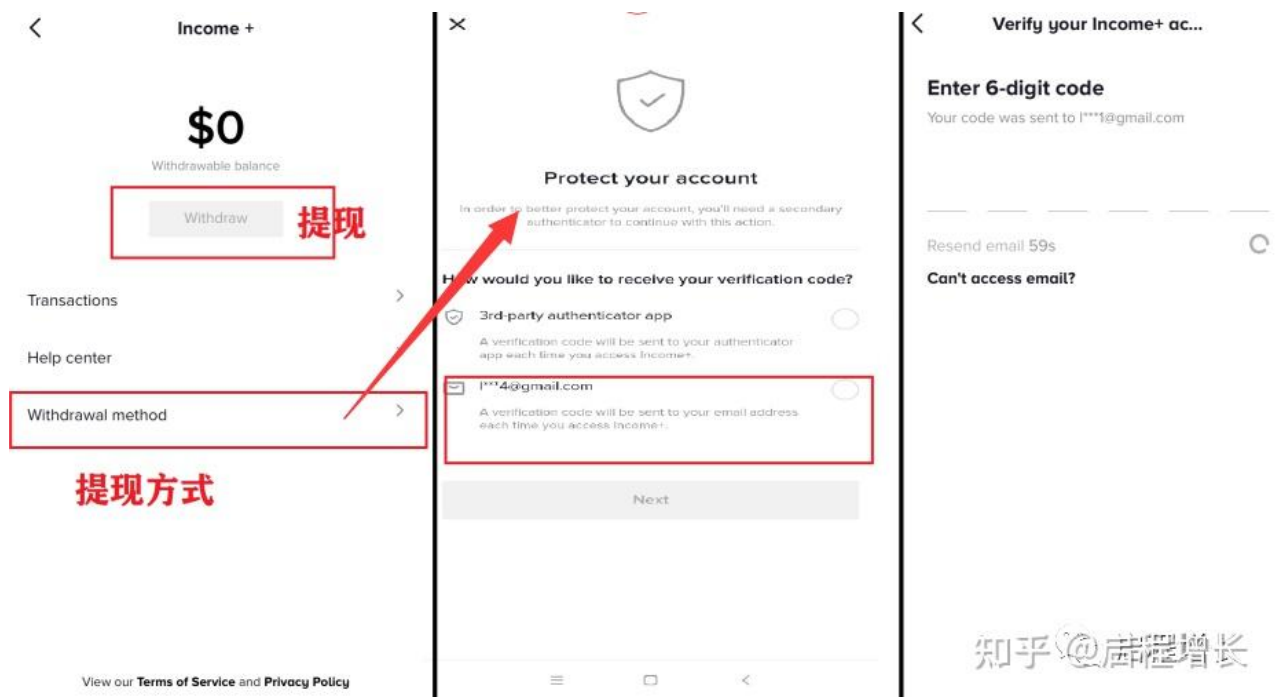 Income +
$0
Withdrawable balance
Withdraw
提现
Transactions
Help center
Withdrawal method
提现方式
View our Terms of Service and Privacy Policy
Protect your account
In order to better protect your account, you'll need a secondary
authenticator to continue with this action.
How would you like to receive your verification code?
3rd-party authenticator app
A verification code will be sent to your authenticator
app each time you access Income+.
l***4@gmail.com
A verification code will be sent to your email address
each time you access Income+.
Next
Verify your Income+ ac...
Enter 6-digit code
Your code was sent to l***1@gmail.com
Resend email 59s
Can't access email?
知乎 @启程增长